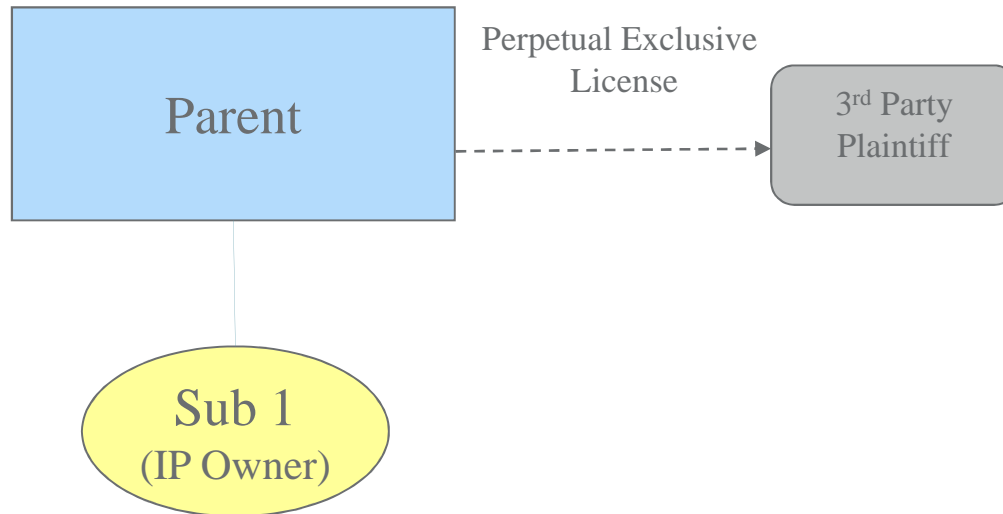 Parent
Perpetual Exclusive
License
3rd Party
Plaintiff
Sub 1
(IP Owner)